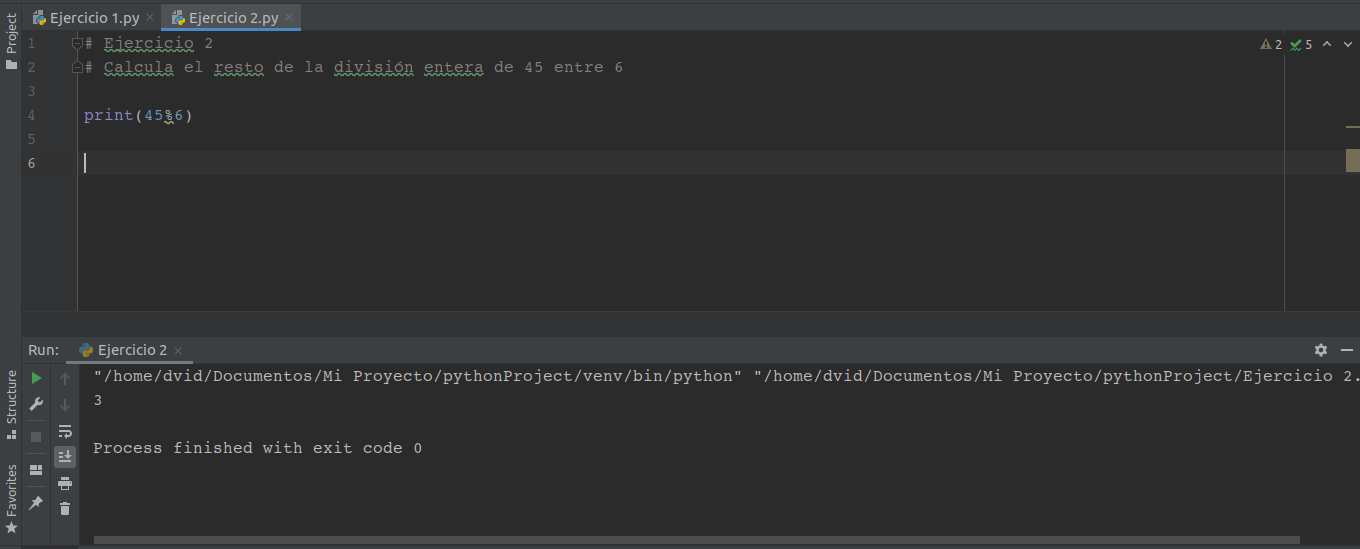 Project
Ejercicio 1.py
Ejercicio 2.py
1 # Ejercicio 2
2 # Calcula el resto de la división entera de 45 entre 6
3
4 print(45%6)
5
6
2 5
Run: Ejercicio 2
"/home/dvid/Documentos/Mi Proyecto/pythonProject/venv/bin/python" "/home/dvid/Documentos/Mi Proyecto/pythonProject/Ejercicio 2.
3
Process finished with exit code 0
Structure
Favorites